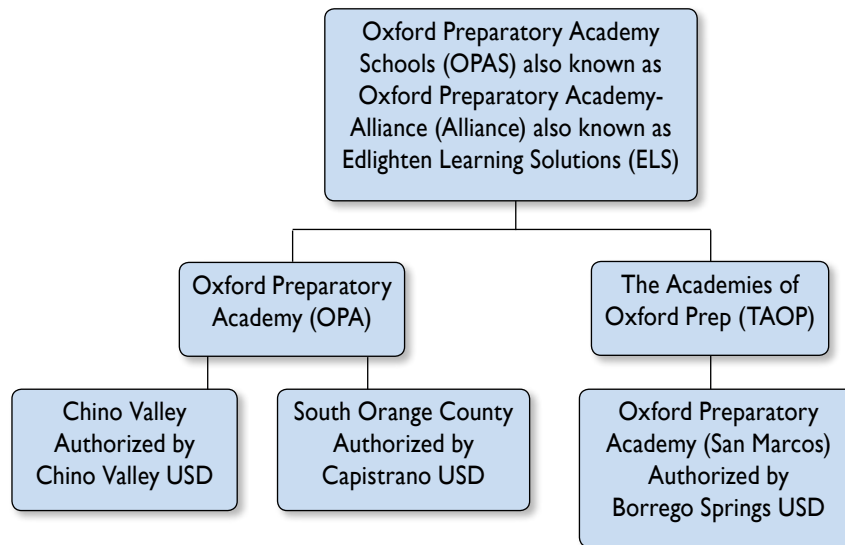 Oxford Preparatory Academy
Schools (OPAS) also known as
Oxford Preparatory Academy-
Alliance (Alliance) also known as
Edlighten Learning Solutions (ELS)
Oxford Preparatory
Academy (OPA)
The Academies of
Oxford Prep (TAOP)
Chino Valley
Authorized by
Chino Valley USD
South Orange County
Authorized by
Capistrano USD
Oxford Preparatory
Academy (San Marcos)
Authorized by
Borrego Springs USD